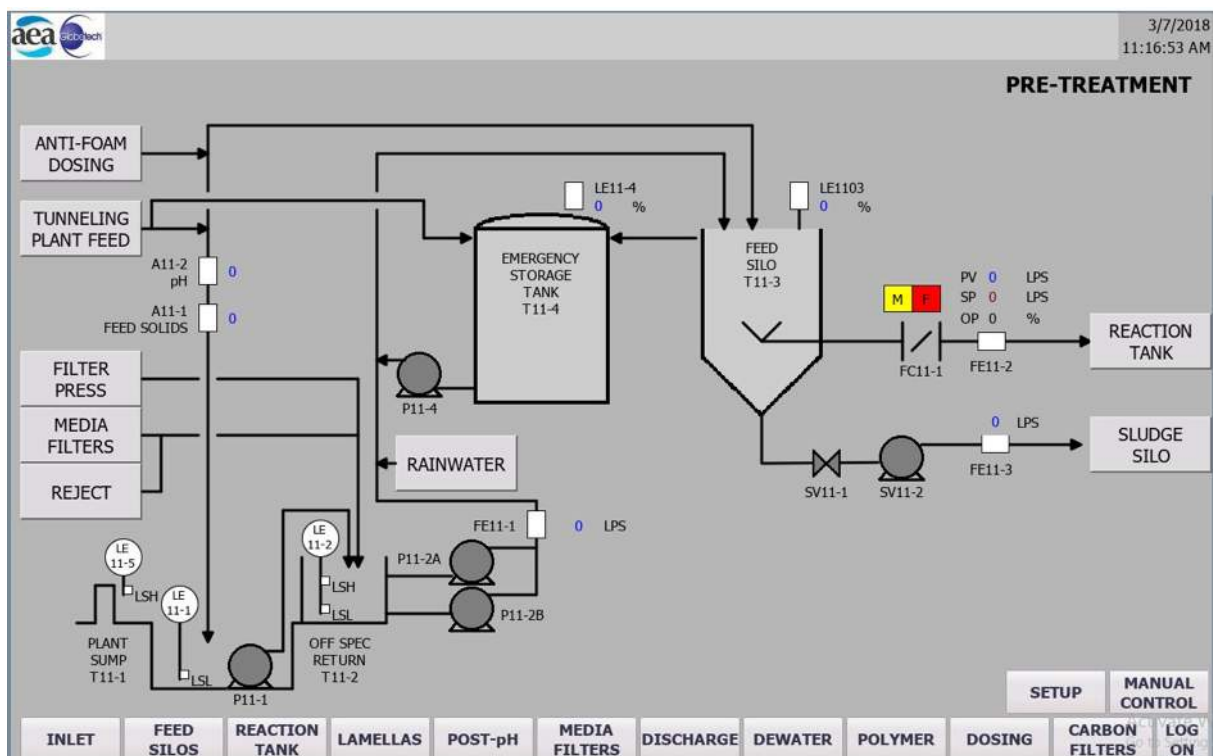 aea Globetech
3/7/2018
11:16:53 AM
PRE-TREATMENT
ANTI-FOAM
DOSING
TUNNELING
PLANT FEED
A11-2
pH
0
A11-1
FEED SOLIDS
0
FILTER
PRESS
MEDIA
FILTERS
REJECT
LE11-4
0 %
EMERGENCY
STORAGE
TANK
T11-4
P11-4
RAINWATER
LE1103
0 %
FEED
SILO
T11-3
M F
PV 0 LPS
SP 0 LPS
OP 0 %
FC11-1
FE11-2
REACTION
TANK
0 LPS
SV11-1
SV11-2
FE11-3
SLUDGE
SILO
FE11-1
0 LPS
LE
11-5
LSH
LE
11-1
LSL
PLANT
SUMP
T11-1
P11-1
LE
11-2
LSH
LSL
OFF SPEC
RETURN
T11-2
P11-2A
P11-2B
SETUP
MANUAL
CONTROL
INLET
FEED
SILOS
REACTION
TANK
LAMELLAS
POST-pH
MEDIA
FILTERS
DISCHARGE
DEWATER
POLYMER
DOSING
CARBON
FILTERS
LOG
ON